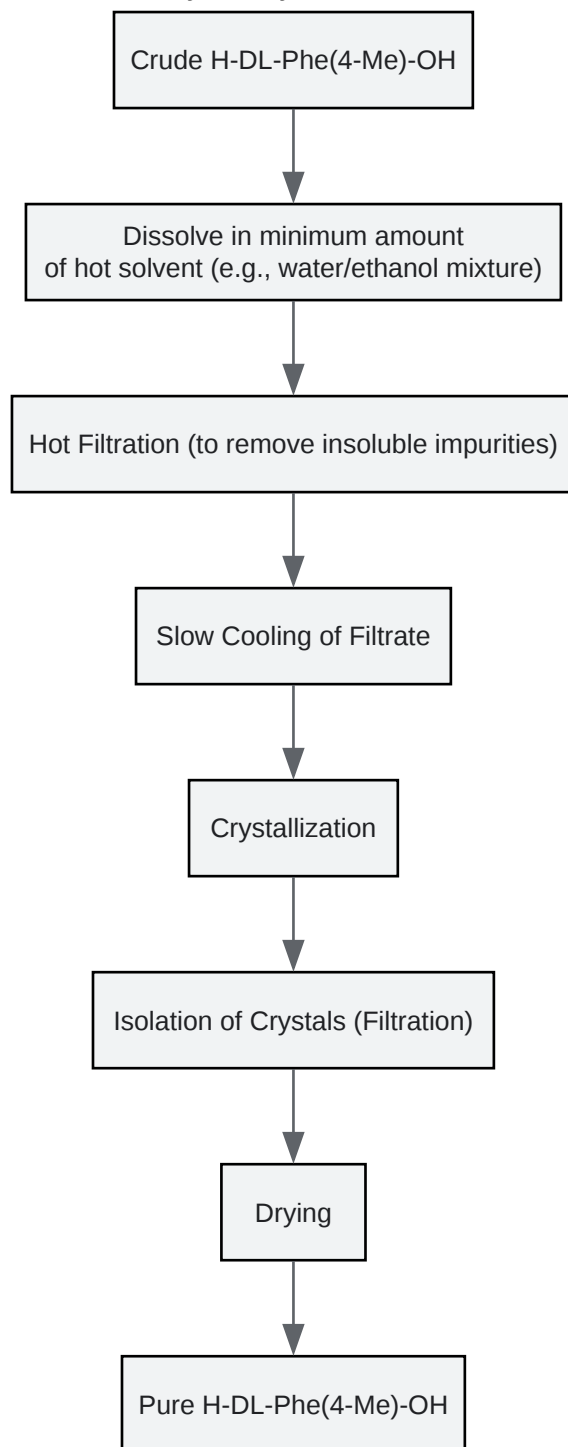 Crude H-DL-Phe(4-Me)-OH
Dissolve in minimum amount
of hot solvent (e.g., water/ethanol mixture)
Hot Filtration (to remove insoluble impurities)
Slow Cooling of Filtrate
Crystallization
Isolation of Crystals (Filtration)
Drying
Pure H-DL-Phe(4-Me)-OH